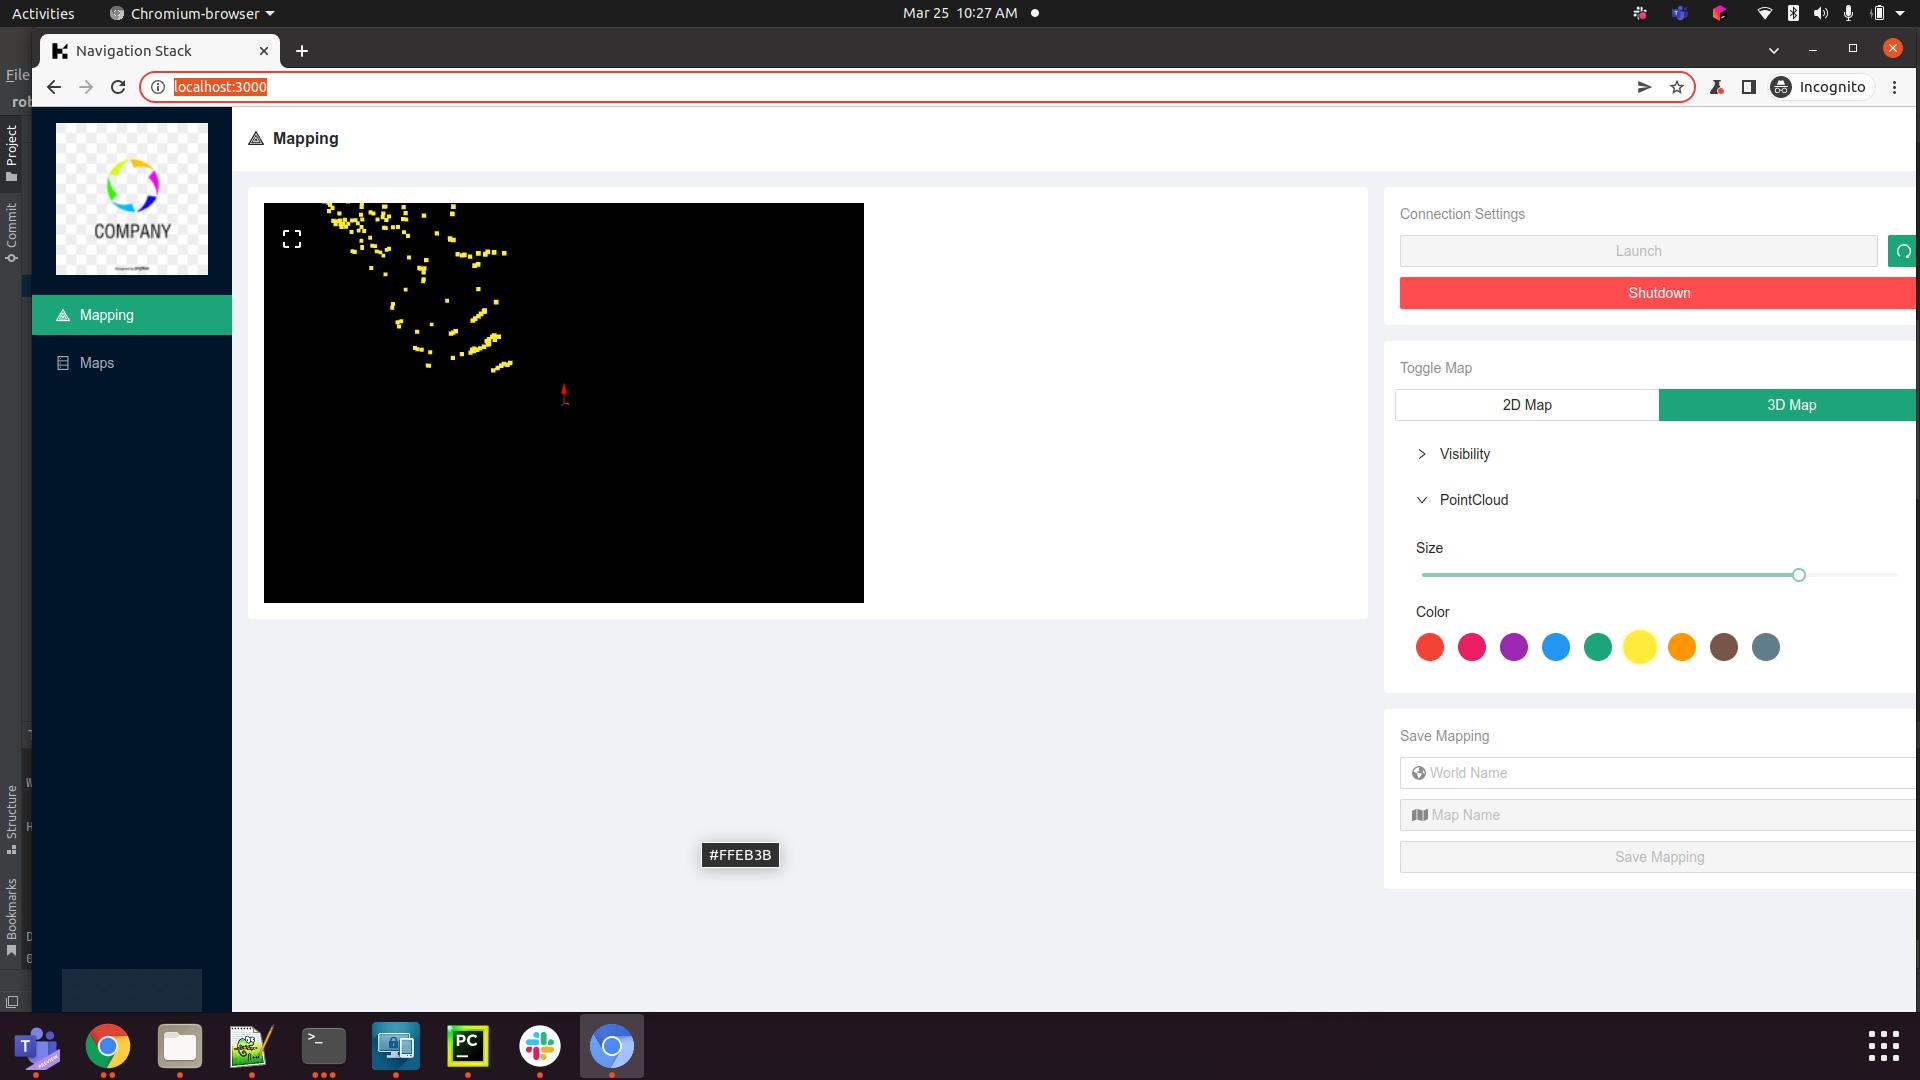 Activities
Chromium-browser
Mar 25 10:27 AM
Navigation Stack
File
localhost:3000
Incognito
rob
Project
Commit
Structure
Bookmarks
COMPANY
Mapping
Maps
Mapping
Connection Settings
Launch
Shutdown
Toggle Map
2D Map
3D Map
Visibility
PointCloud
Size
Color
Save Mapping
World Name
Map Name
Save Mapping
#FFEB3B
T
>_
PC